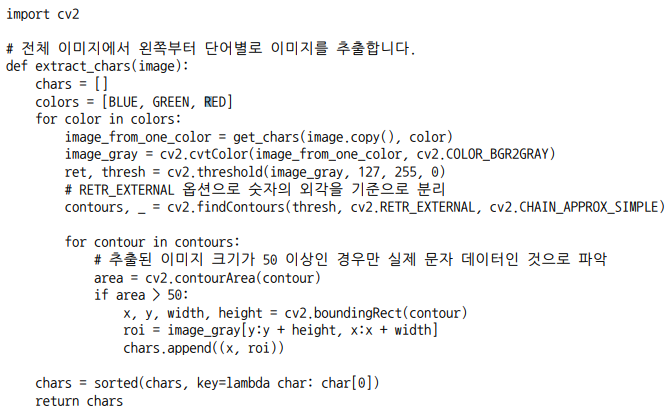 import cv2
# 전체 이미지에서 왼쪽부터 단어별로 이미지를 추출합니다.
def extract_chars(image):
    chars = []
    colors = [BLUE, GREEN, RED]
    for color in colors:
        image_from_one_color = get_chars(image.copy(), color)
        image_gray = cv2.cvtColor(image_from_one_color, cv2.COLOR_BGR2GRAY)
        ret, thresh = cv2.threshold(image_gray, 127, 255, 0)
        # RETR_EXTERNAL 옵션으로 숫자의 외각을 기준으로 분리
        contours, _ = cv2.findContours(thresh, cv2.RETR_EXTERNAL, cv2.CHAIN_APPROX_SIMPLE)
        for contour in contours:
            # 추출된 이미지 크기가 50 이상인 경우만 실제 문자 데이터인 것으로 파악
            area = cv2.contourArea(contour)
            if area > 50:
                x, y, width, height = cv2.boundingRect(contour)
                roi = image_gray[y:y + height, x:x + width]
                chars.append((x, roi))
    chars = sorted(chars, key=lambda char: char[0])
    return chars